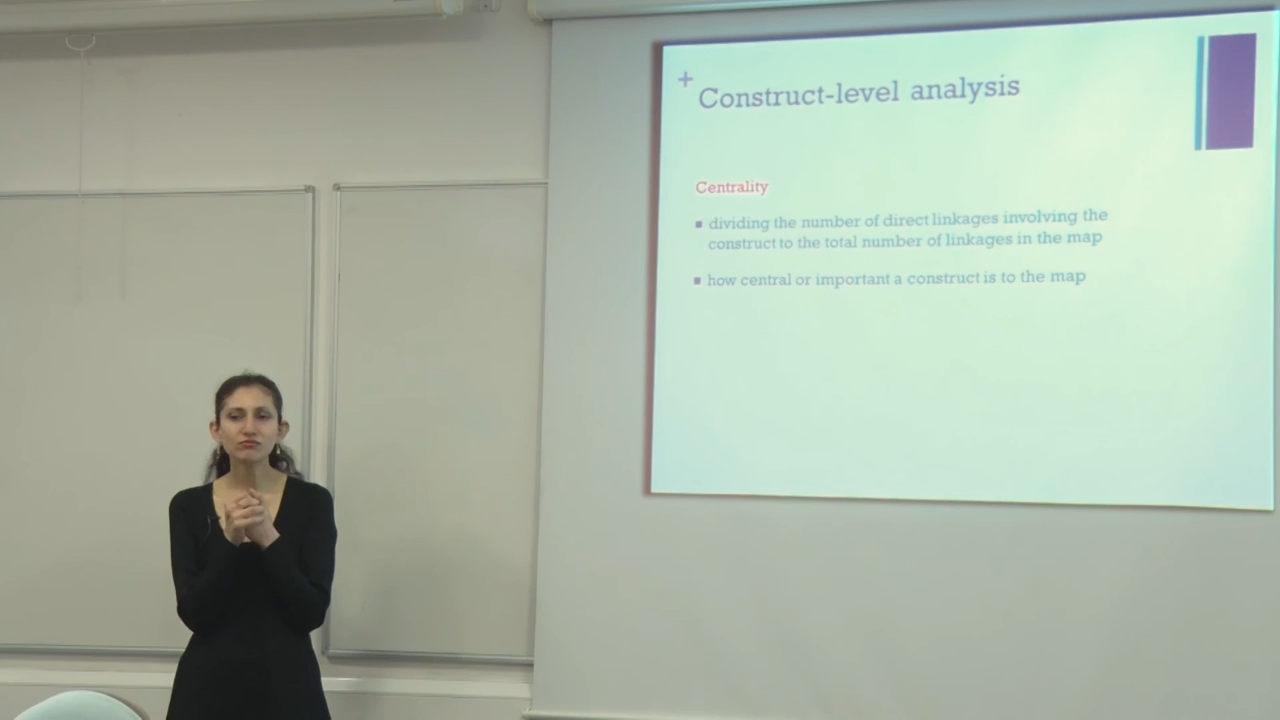 +
Construct-level analysis
Centrality
▪ dividing the number of direct linkages involving the
construct to the total number of linkages in the map
▪ how central or important a construct is to the map